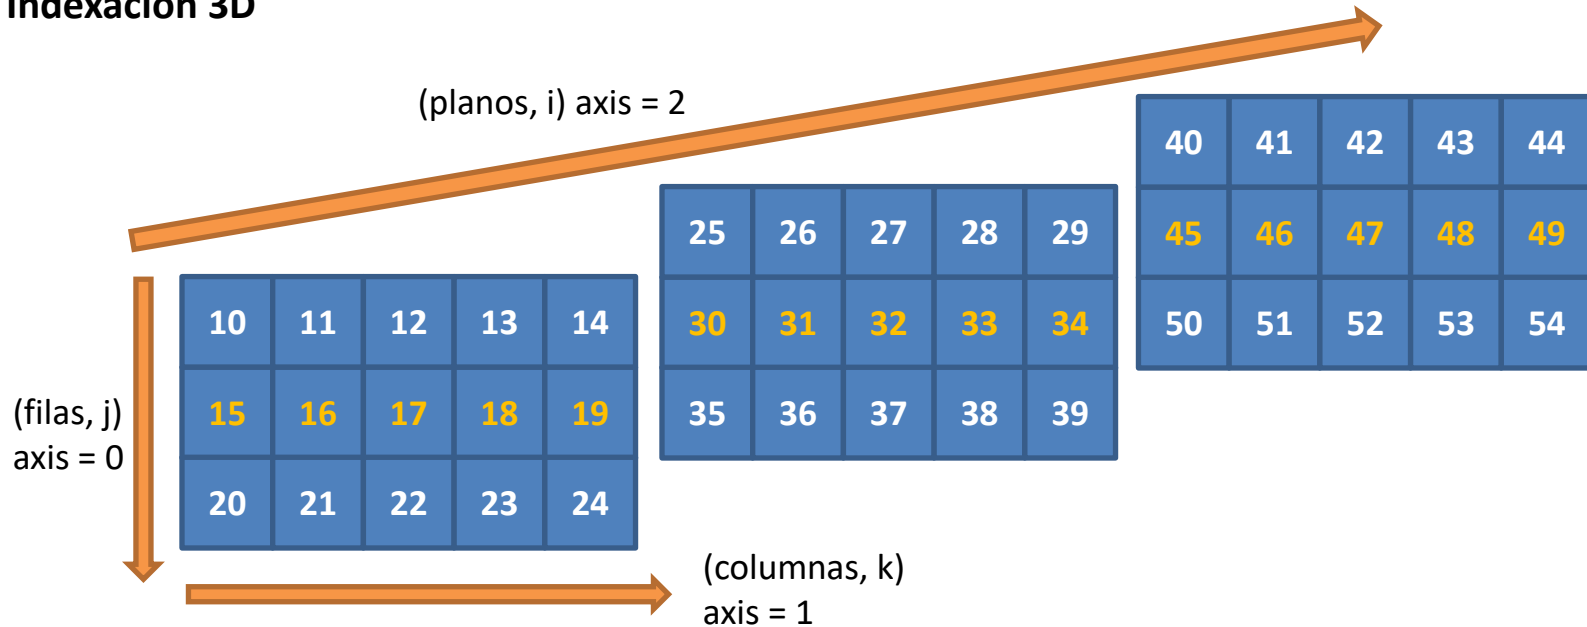 Indexación 3D
(planos, i) axis = 2
40 41 42 43 44
45 46 47 48 49
50 51 52 53 54
25 26 27 28 29
30 31 32 33 34
35 36 37 38 39
10 11 12 13 14
15 16 17 18 19
20 21 22 23 24
(filas, j)
axis = 0
(columnas, k)
axis = 1